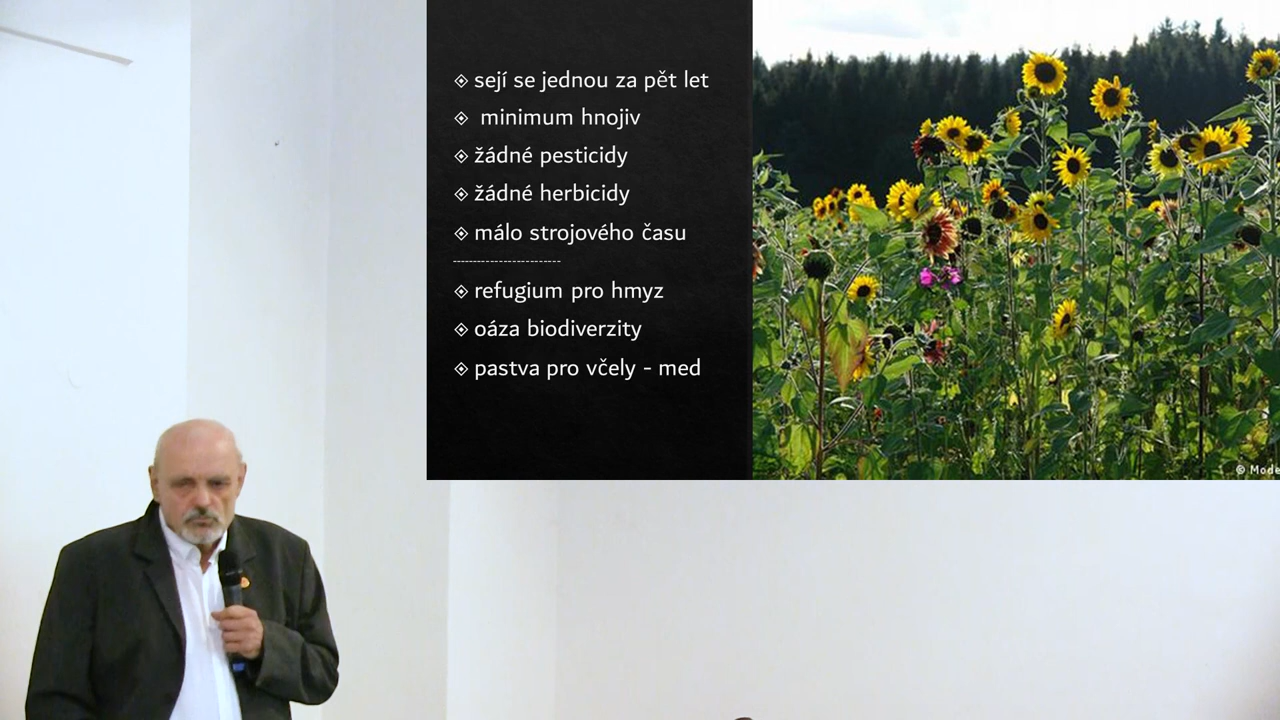 sejí se jednou za pět let
minimum hnojiv
žádné pesticidy
žádné herbicidy
málo strojového času
------------------------
refugium pro hmyz
oáza biodiverzity
pastva pro včely - med
© Mode